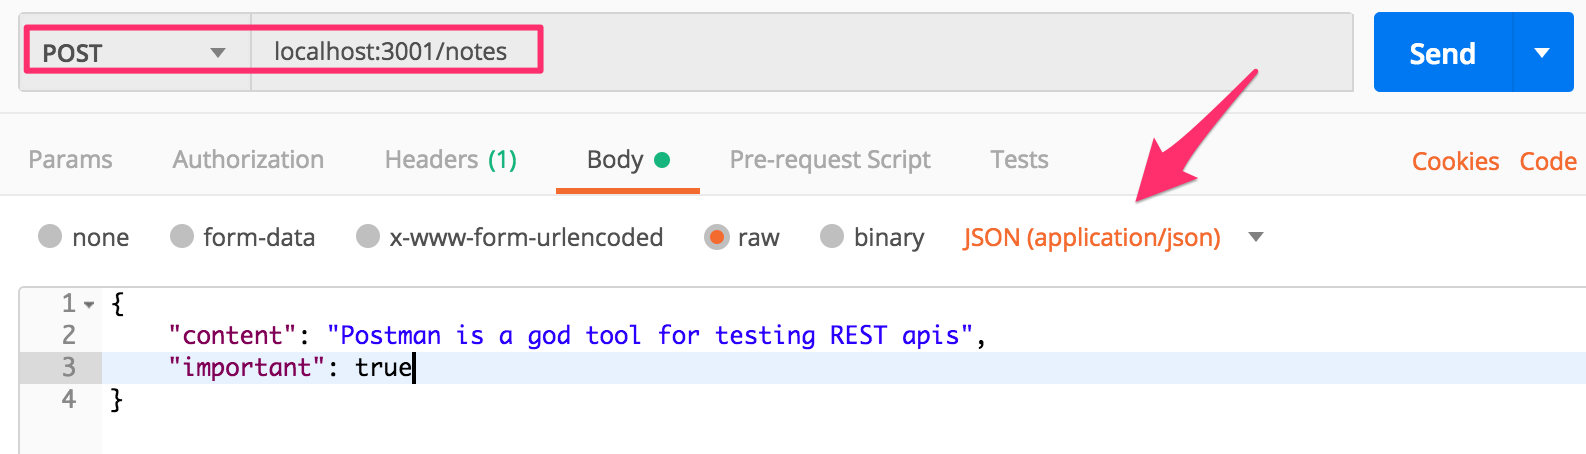 POST localhost:3001/notes Send
Params Authorization Headers (1) Body Pre-request Script Tests Cookies Code
none form-data x-www-form-urlencoded raw binary JSON (application/json)
1 {
2 "content": "Postman is a god tool for testing REST apis",
3 "important": true
4 }